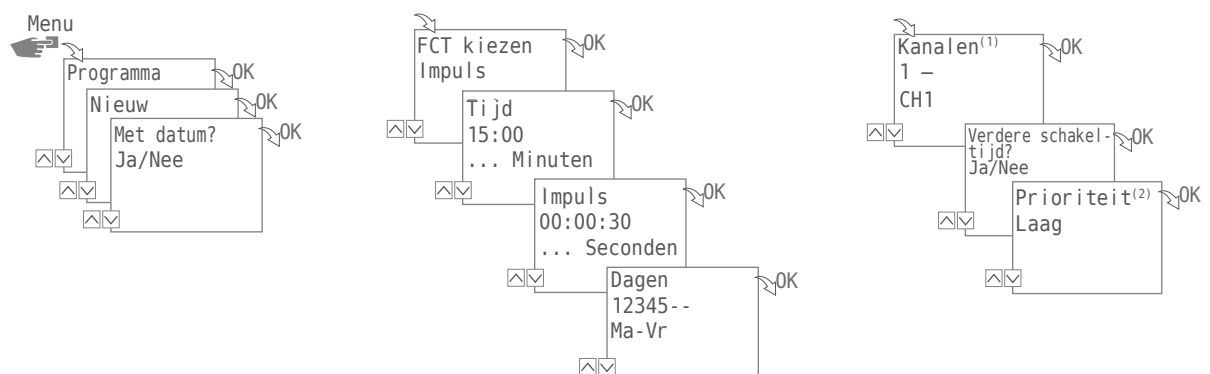 Menu
Programma
OK
Nieuw
OK
Met datum?
OK
Ja/Nee
FCT kiezen
OK
Impuls
Tijd
OK
15:00
... Minuten
Impuls
OK
00:00:30
... Seconden
Dagen
OK
12345--
Ma-Vr
Kanalen(1)
OK
1 –
CH1
Verdere schakel-
OK
tijd?
Ja/Nee
Prioriteit(2)
OK
Laag